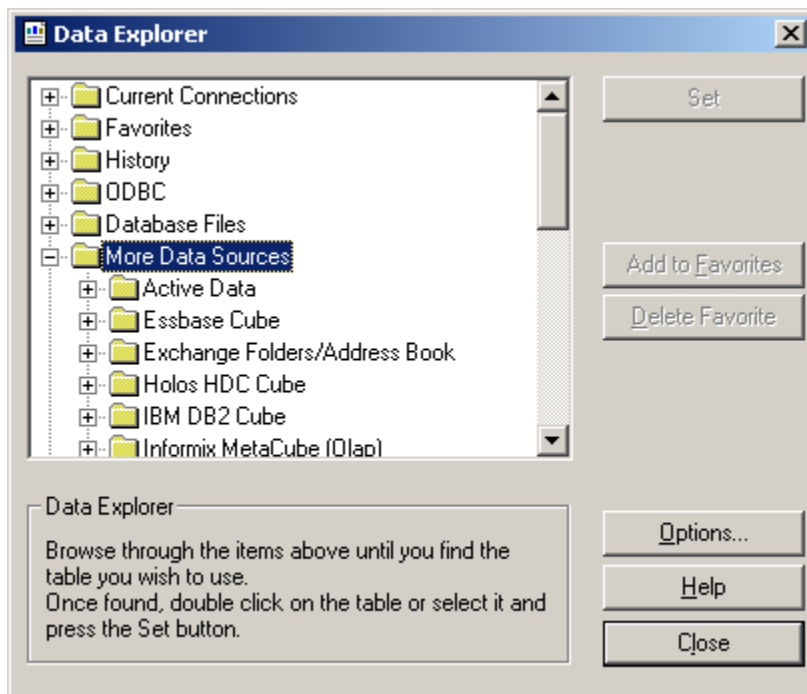 Data Explorer
Current Connections
Favorites
History
ODBC
Database Files
More Data Sources
Active Data
Essbase Cube
Exchange Folders/Address Book
Holos HDC Cube
IBM DB2 Cube
Informix MetaCube (Olap)
Set
Add to Favorites
Delete Favorite
Data Explorer
Browse through the items above until you find the
table you wish to use.
Once found, double click on the table or select it and
press the Set button.
Options...
Help
Close